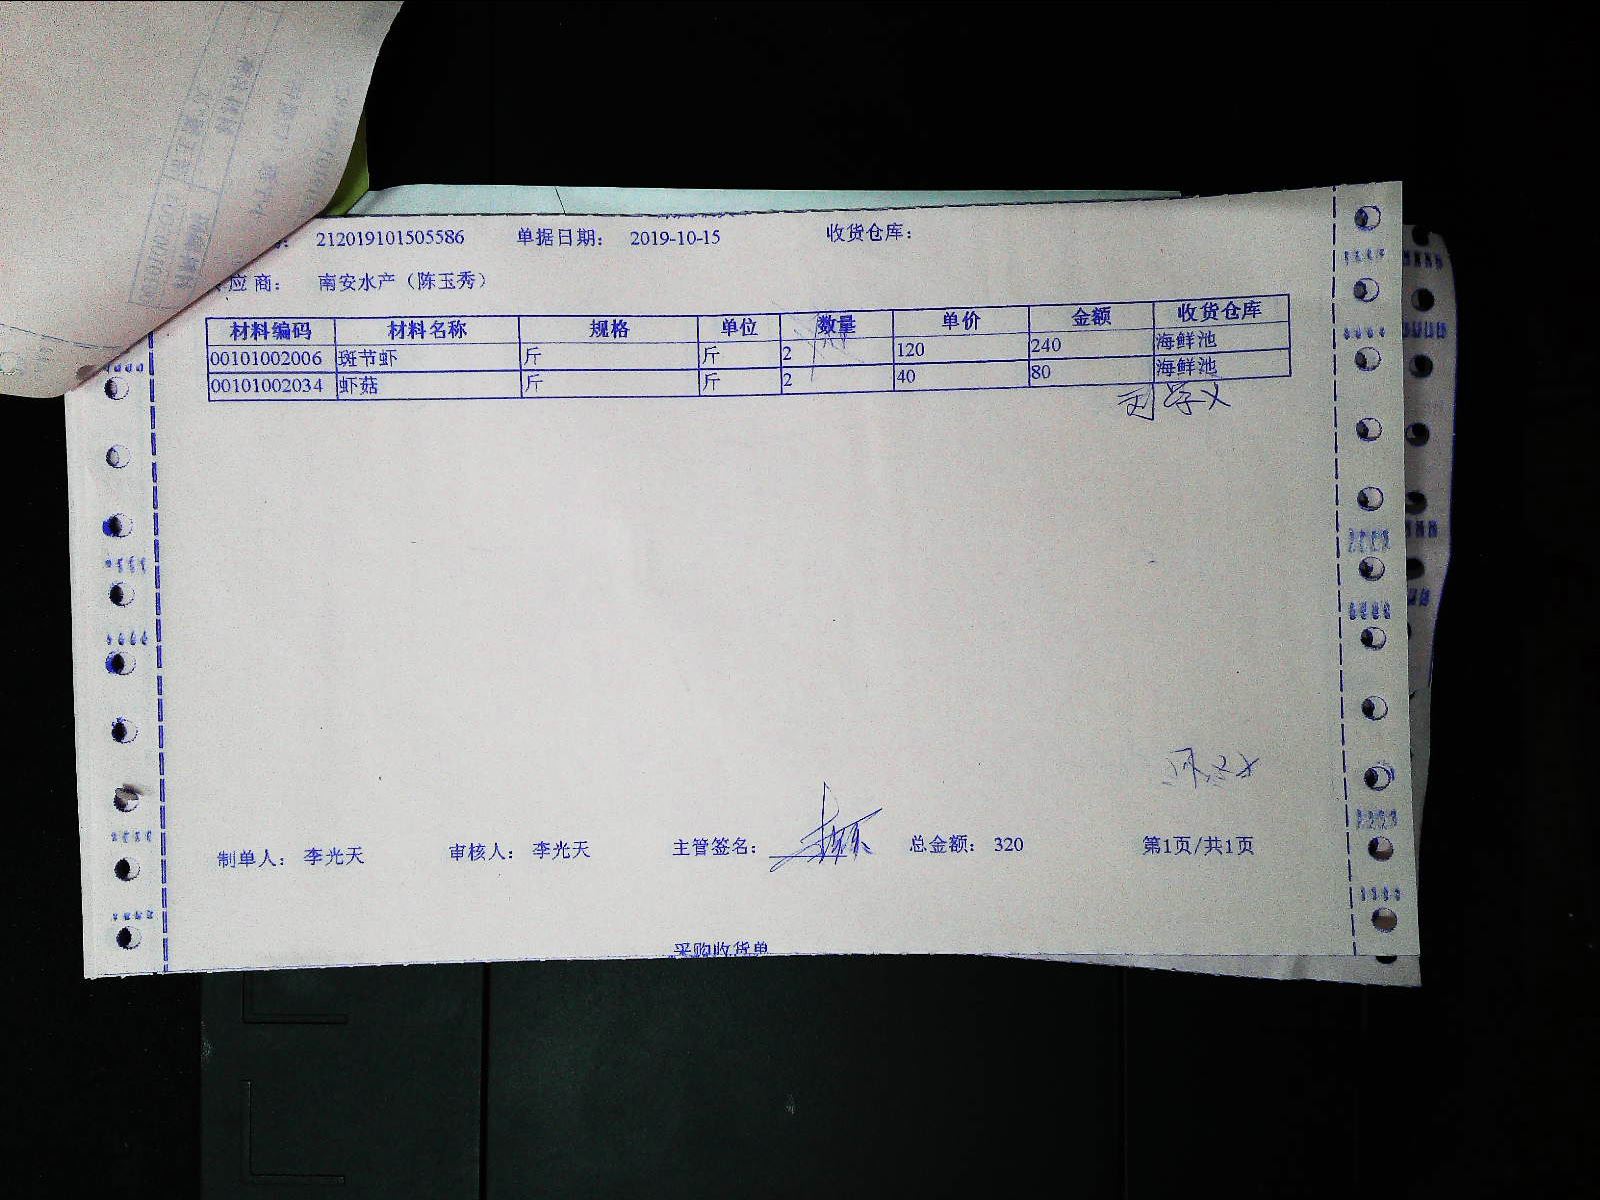 212019101505586 单据日期： 2019-10-15 收货仓库：
应 商： 南安水产（陈玉秀）
材料编码 材料名称 规格 单位 数量 单价 金额 收货仓库
00101002006 斑节虾 斤 斤 2 120 240 海鲜池
00101002034 虾菇 斤 斤 2 40 80 海鲜池
制单人： 李光天 审核人： 李光天 主管签名： 总金额： 320 第1页/共1页
采购收货单